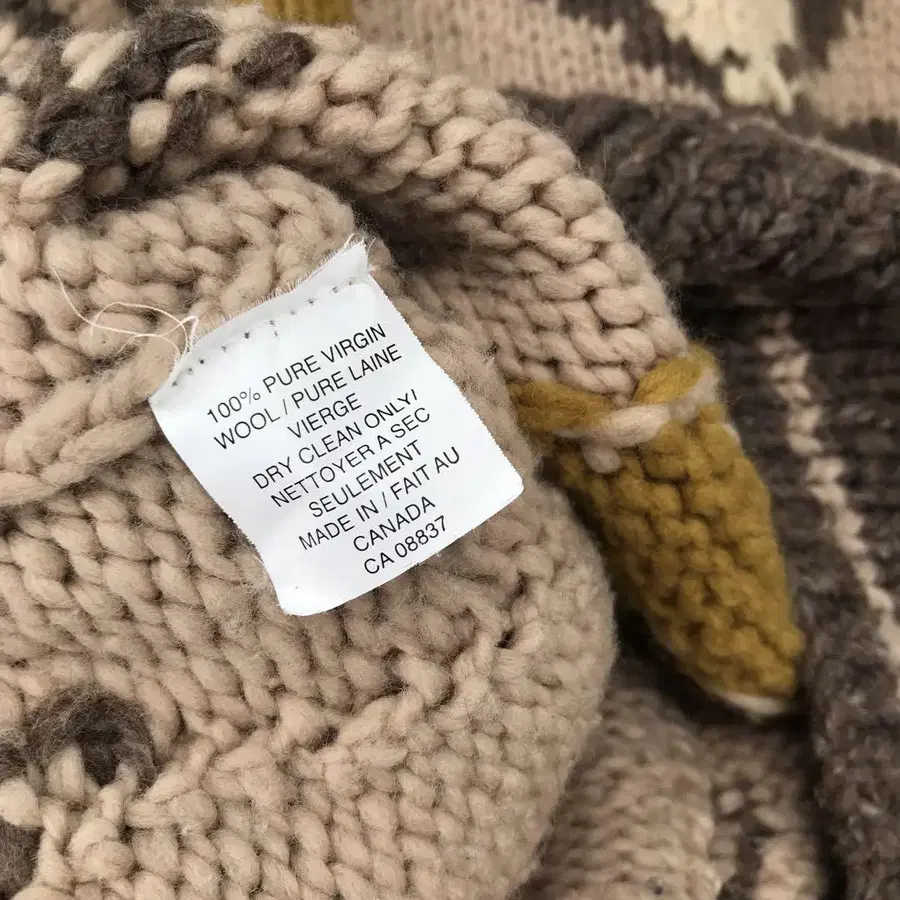 100% PURE VIRGIN
WOOL / PURE LAINE
VIERGE
DRY CLEAN ONLY/
NETTOYER A SEC
SEULEMENT
MADE IN / FAIT AU
CANADA
CA 08837